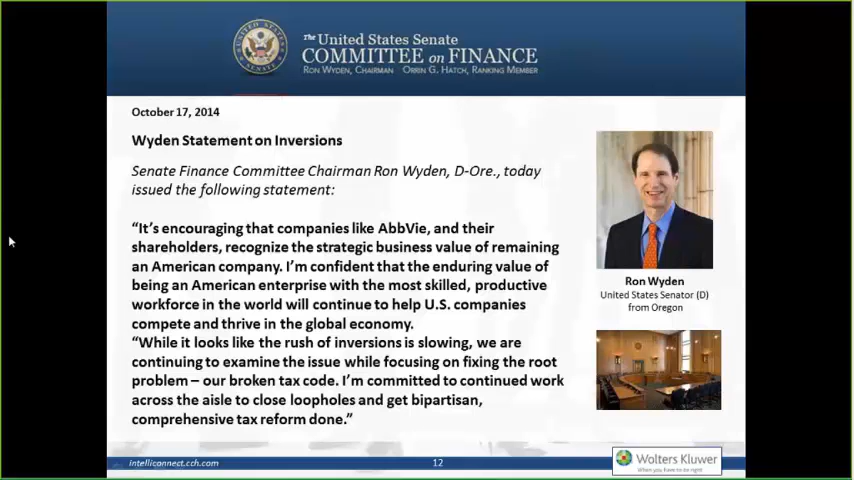 The United States Senate
COMMITTEE on FINANCE
RON WYDEN, CHAIRMAN ORRIN G. HATCH, RANKING MEMBER
October 17, 2014
Wyden Statement on Inversions
Senate Finance Committee Chairman Ron Wyden, D-Ore., today
issued the following statement:
“It’s encouraging that companies like AbbVie, and their
shareholders, recognize the strategic business value of remaining
an American company. I’m confident that the enduring value of
being an American enterprise with the most skilled, productive
workforce in the world will continue to help U.S. companies
compete and thrive in the global economy.
“While it looks like the rush of inversions is slowing, we are
continuing to examine the issue while focusing on fixing the root
problem – our broken tax code. I’m committed to continued work
across the aisle to close loopholes and get bipartisan,
comprehensive tax reform done.”
Ron Wyden
United States Senator (D)
from Oregon
intelliconnect.cch.com
12
Wolters Kluwer
When you have to be right